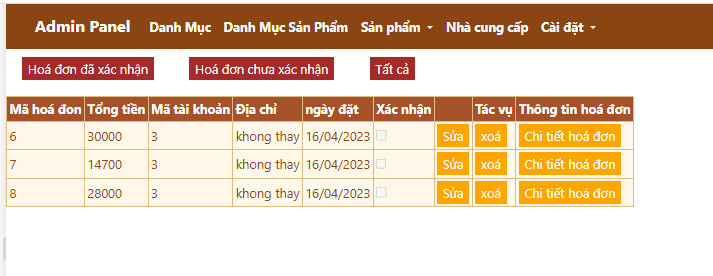 Admin Panel Danh Mục Danh Mục Sản Phẩm Sản phẩm Nhà cung cấp Cài đặt
Hoá đơn đã xác nhận Hoá đơn chưa xác nhận Tất cả
Mã hoá đon Tổng tiền Mã tài khoản Địa chỉ ngày đặt Xác nhận Tác vụ Thông tin hoá đơn
6 30000 3 khong thay 16/04/2023 Sửa xoá Chi tiết hoá đơn
7 14700 3 khong thay 16/04/2023 Sửa xoá Chi tiết hoá đơn
8 28000 3 khong thay 16/04/2023 Sửa xoá Chi tiết hoá đơn